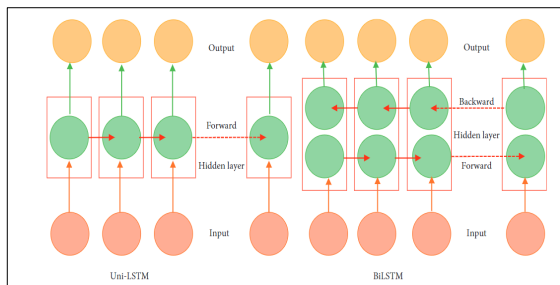 Output
Forward
Hidden layer
Input
Uni-LSTM
Output
Backward
Hidden layer
Forward
Input
BiLSTM